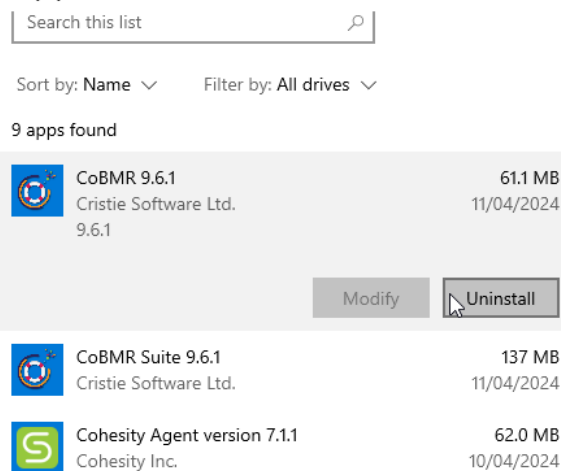 Search this list
Sort by: Name Filter by: All drives
9 apps found
CoBMR 9.6.1 61.1 MB
Cristie Software Ltd. 11/04/2024
9.6.1
Modify Uninstall
CoBMR Suite 9.6.1 137 MB
Cristie Software Ltd. 11/04/2024
Cohesity Agent version 7.1.1 62.0 MB
Cohesity Inc. 10/04/2024